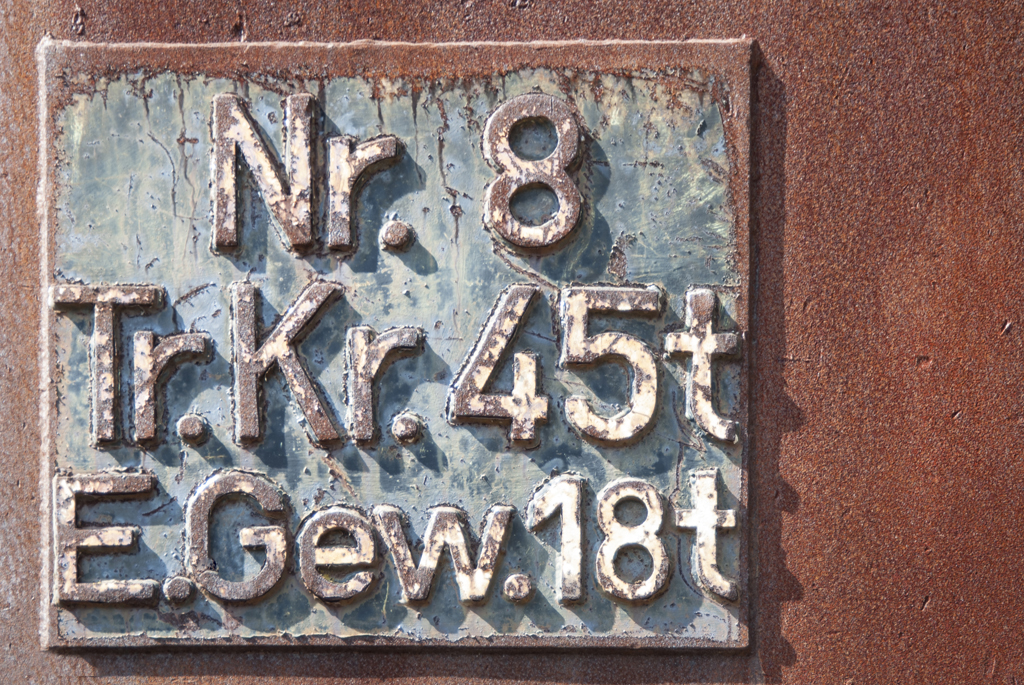 Nr. 8
Tr.Kr. 45t
E.Gew. 18t